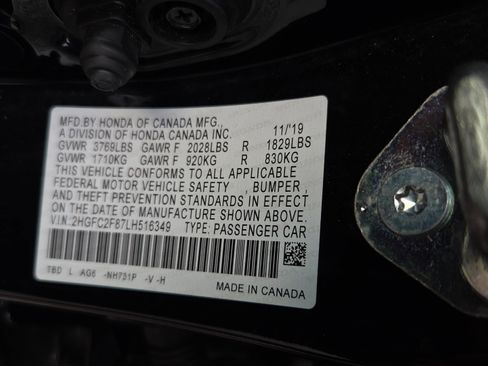 MFD.BY HONDA OF CANADA MFG.,
A DIVISION OF HONDA CANADA INC. 11/'19
GVWR 3769LBS GAWR F 2028LBS R 1829LBS
GVWR 1710KG GAWR F 920KG R 830KG
THIS VEHICLE CONFORMS TO ALL APPLICABLE
FEDERAL MOTOR VEHICLE SAFETY , BUMPER ,
AND THEFT PREVENTION STANDARDS IN EFFECT
ON THE DATE OF MANUFACTURE SHOWN ABOVE.
V.I.N:2HGFC2F87LH516349 TYPE: PASSENGER CAR
TBD L AG6 -NH731P -V -H
MADE IN CANADA